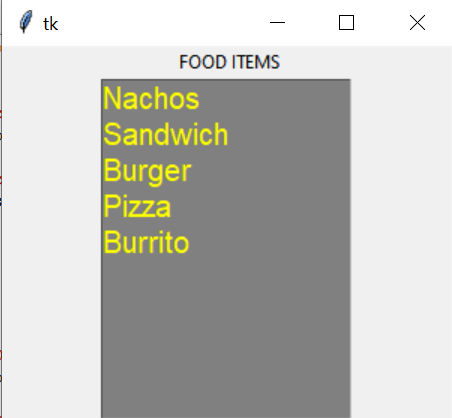 tk
FOOD ITEMS
Nachos
Sandwich
Burger
Pizza
Burrito